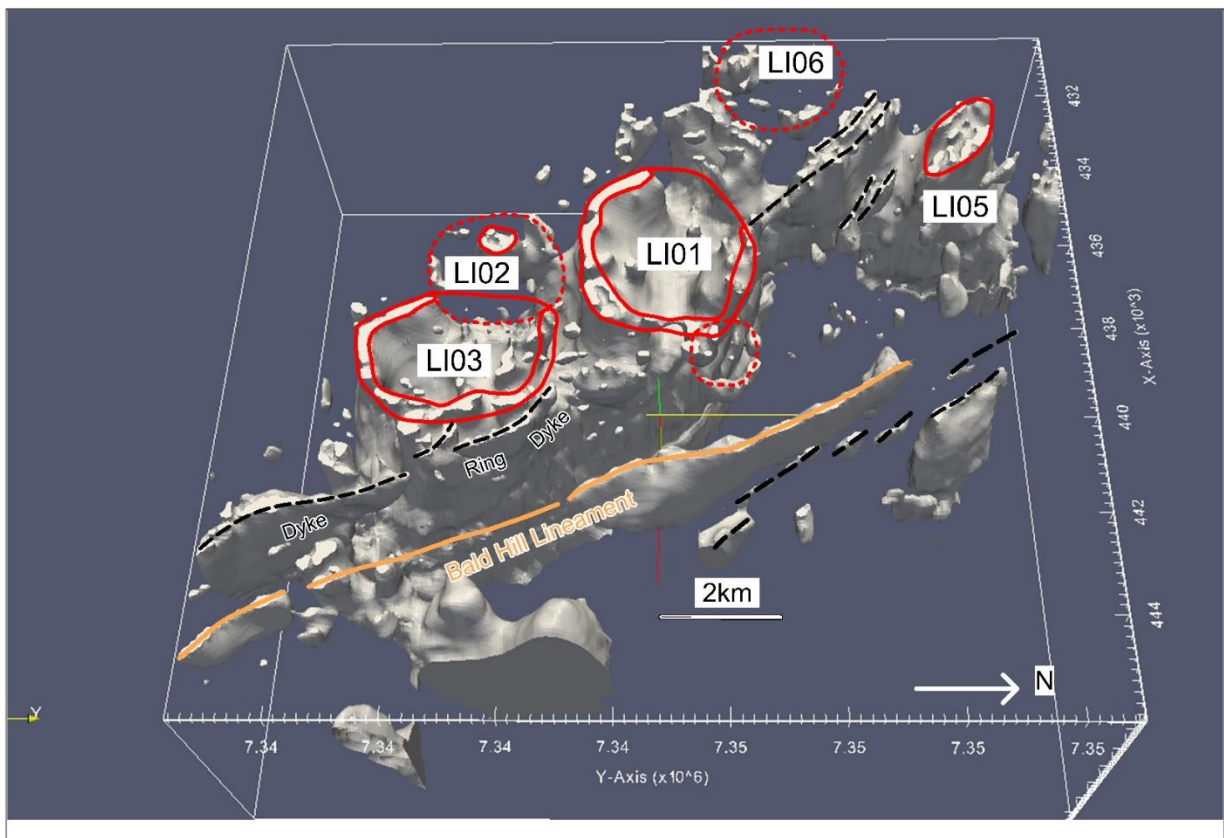 LI06
432
434
LI05
LI01
436
LI02
438
LI03
X-Axis (x10^3)
440
Ring Dyke
Dyke
442
Bald Hill Lineament
2km
444
N
Y
7.34 7.34 7.34 7.34 7.35 7.35 7.35 7.35
Y-Axis (x10^6)